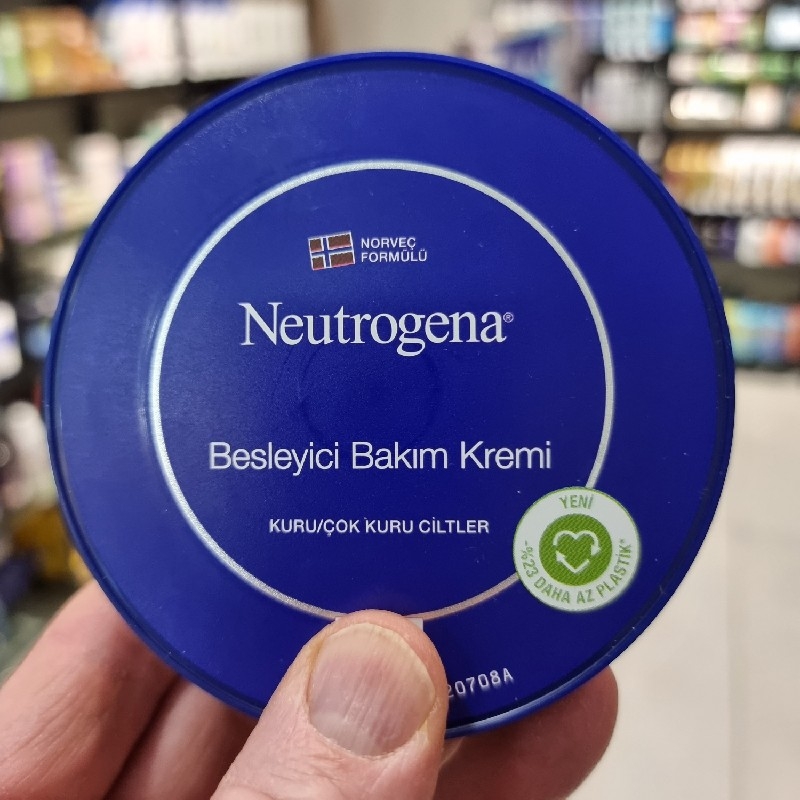 NORVEÇ
FORMÜLÜ
Neutrogena®
Besleyici Bakım Kremi
KURU/ÇOK KURU CİLTLER
YENİ
-%23 DAHA AZ PLASTİK*
20708A